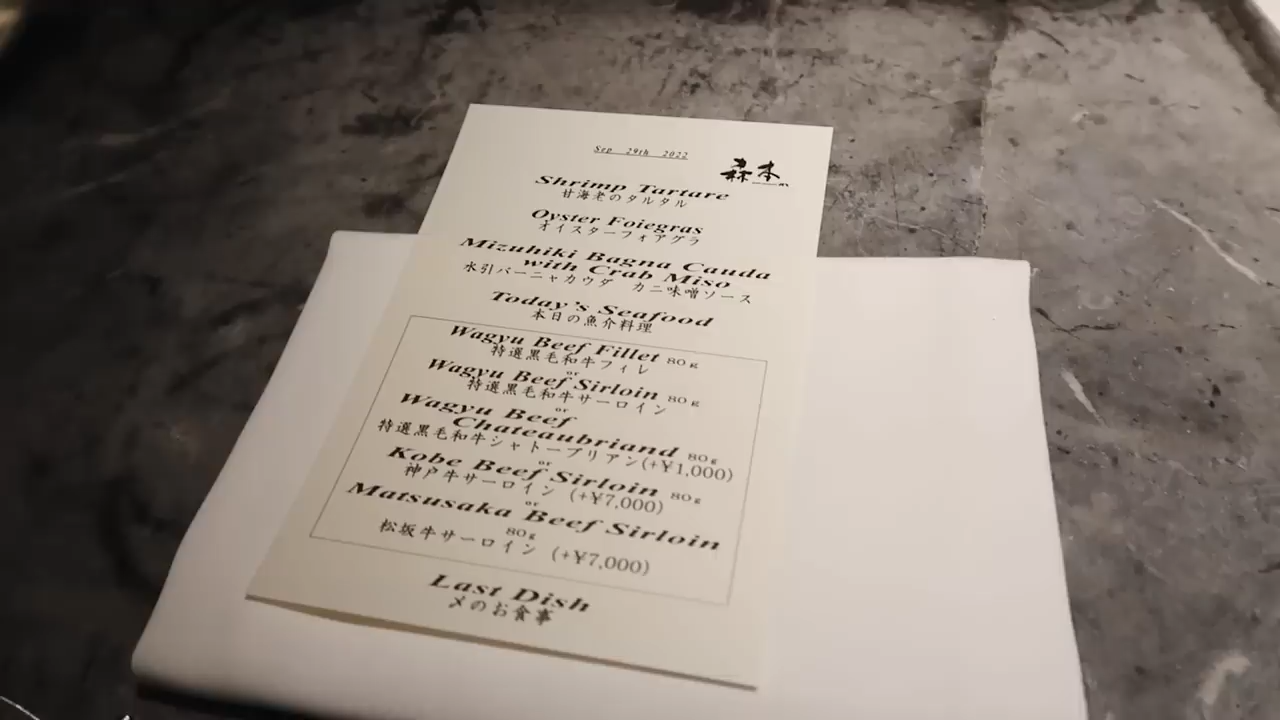 Sep 29th 2022
森本
Shrimp Tartare
甘海老のタルタル
Oyster Foiegras
オイスターフォアグラ
Mizuhiki Bagna Cauda
with Crab Miso
水引バーニャカウダ カニ味噌ソース
Today's Seafood
本日の魚介料理
Wagyu Beef Fillet 80g
特選黒毛和牛フィレ
or
Wagyu Beef Sirloin 80g
特選黒毛和牛サーロイン
or
Wagyu Beef
Chateaubriand 80g
特選黒毛和牛シャトーブリアン(+¥1,000)
or
Kobe Beef Sirloin 80g
神戸牛サーロイン (+¥7,000)
or
Matsusaka Beef Sirloin
80g
松坂牛サーロイン (+¥7,000)
Last Dish
〆のお食事